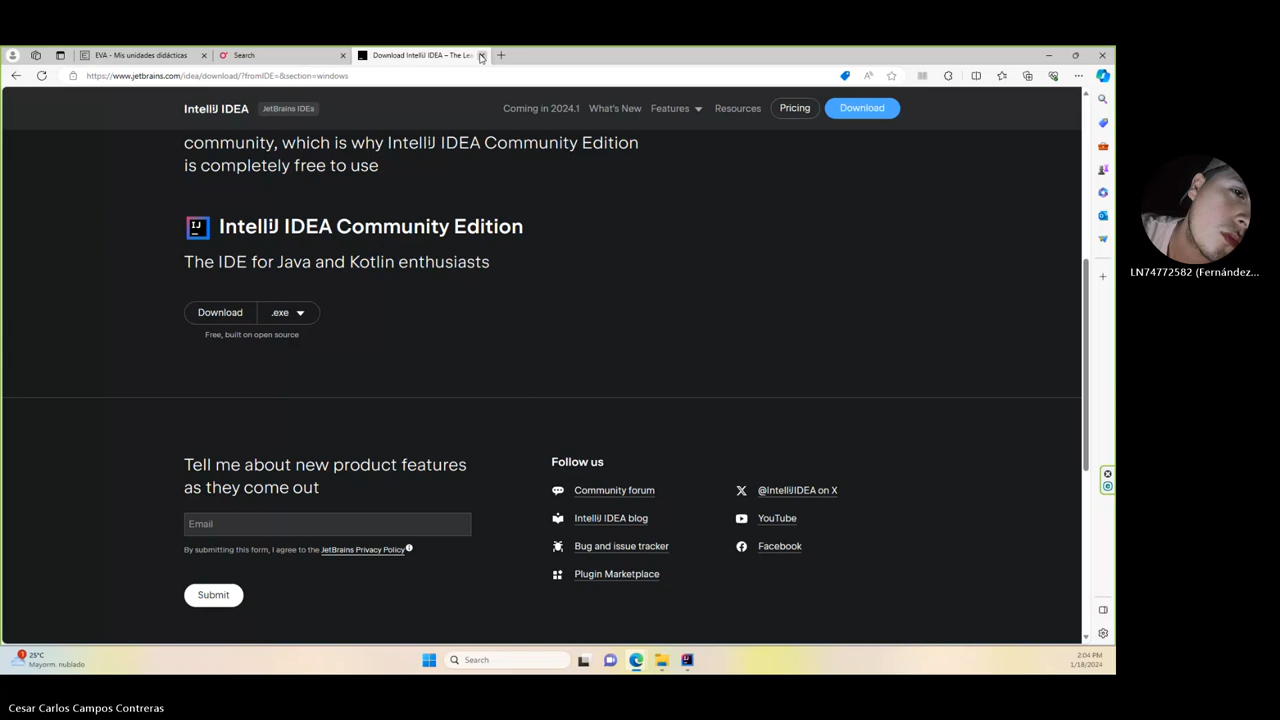 EVA - Mis unidades didácticas
Search
Download IntelliJ IDEA – The Lea
https://www.jetbrains.com/idea/download/?fromIDE=&section=windows
IntelliJ IDEA
JetBrains IDEs
Coming in 2024.1
What's New
Features
Resources
Pricing
Download
community, which is why IntelliJ IDEA Community Edition
is completely free to use
IntelliJ IDEA Community Edition
The IDE for Java and Kotlin enthusiasts
Download
.exe
Free, built on open source
Tell me about new product features
as they come out
Email
By submitting this form, I agree to the JetBrains Privacy Policy
Submit
Follow us
Community forum
IntelliJ IDEA blog
Bug and issue tracker
Plugin Marketplace
@IntelliJIDEA on X
YouTube
Facebook
LN74772582 (Fernández...
1
25°C
Mayorm. nublado
Search
2:04 PM
1/18/2024
Cesar Carlos Campos Contreras